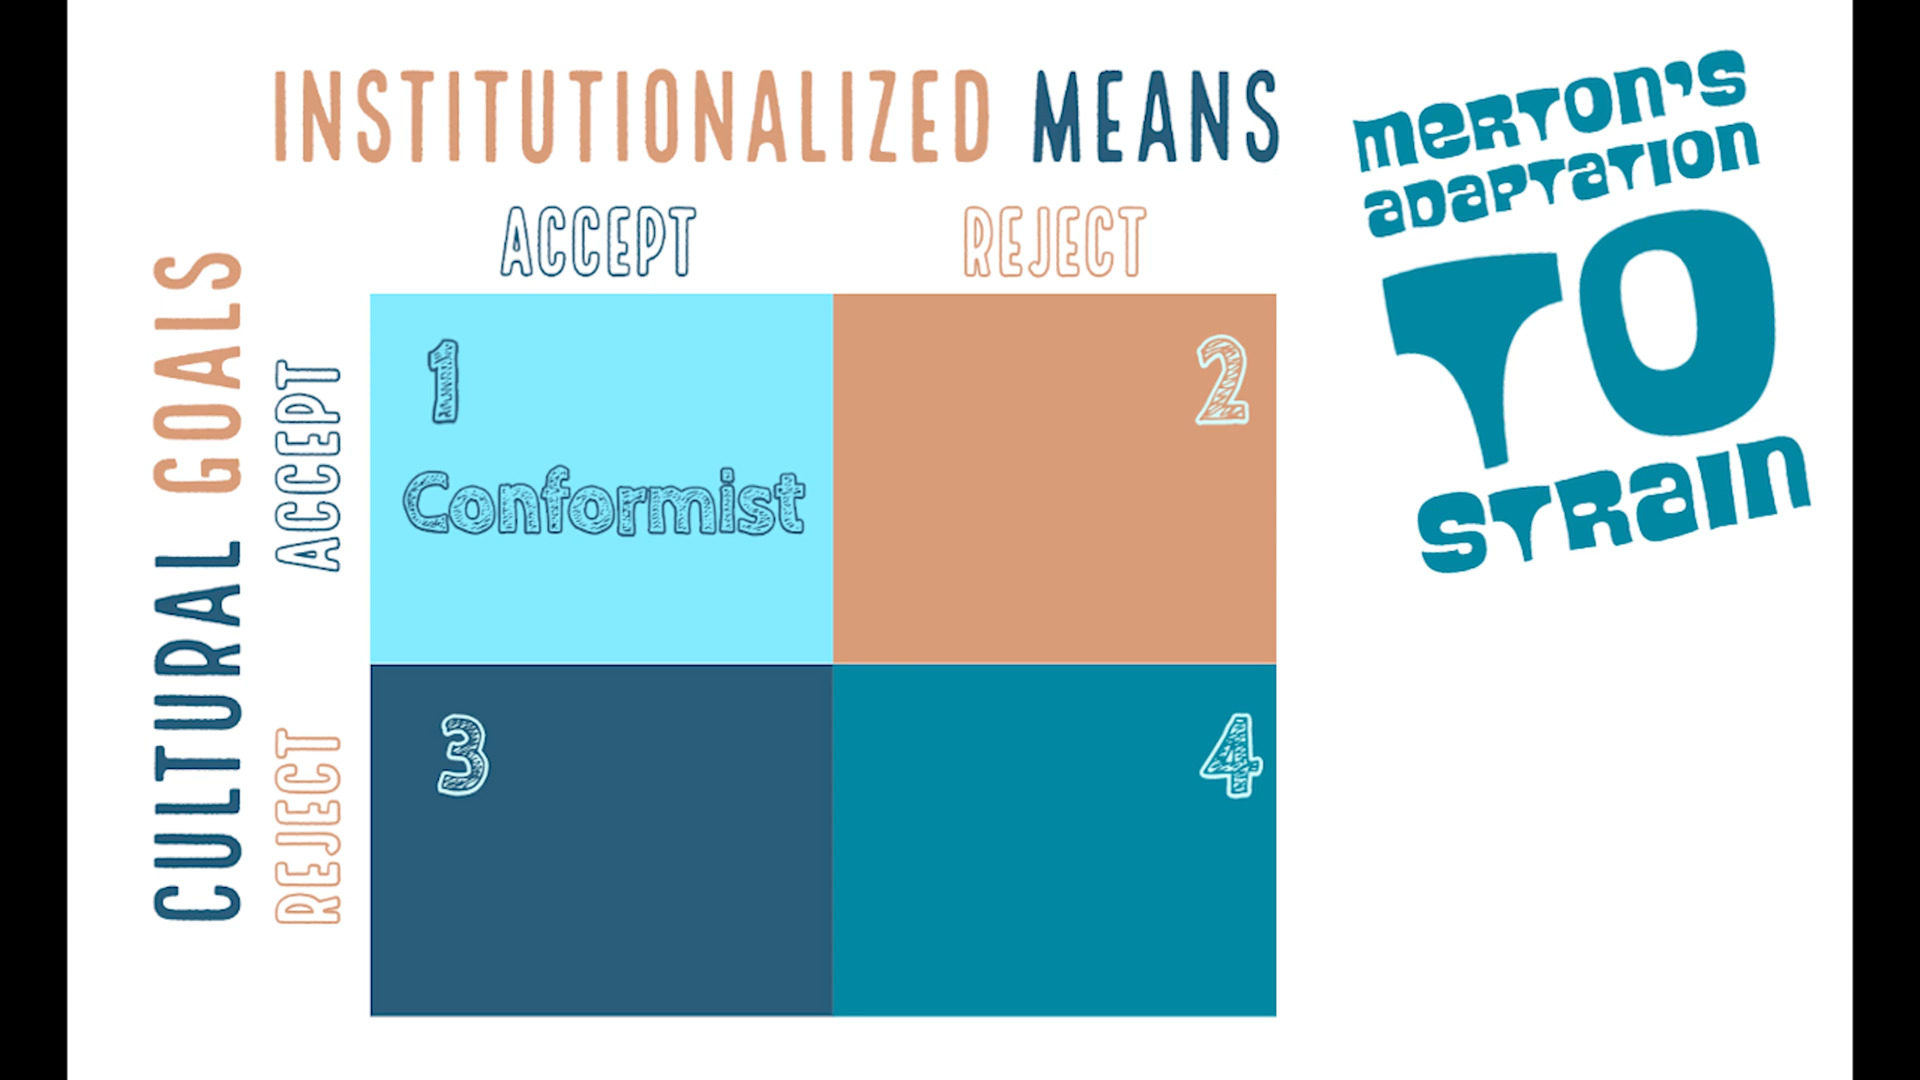 INSTITUTIONALIZED MEANS
ACCEPT
REJECT
CULTURAL GOALS
ACCEPT
REJECT
1
Conformist
2
3
4
MERTON'S
ADAPTATION
TO
STRAIN